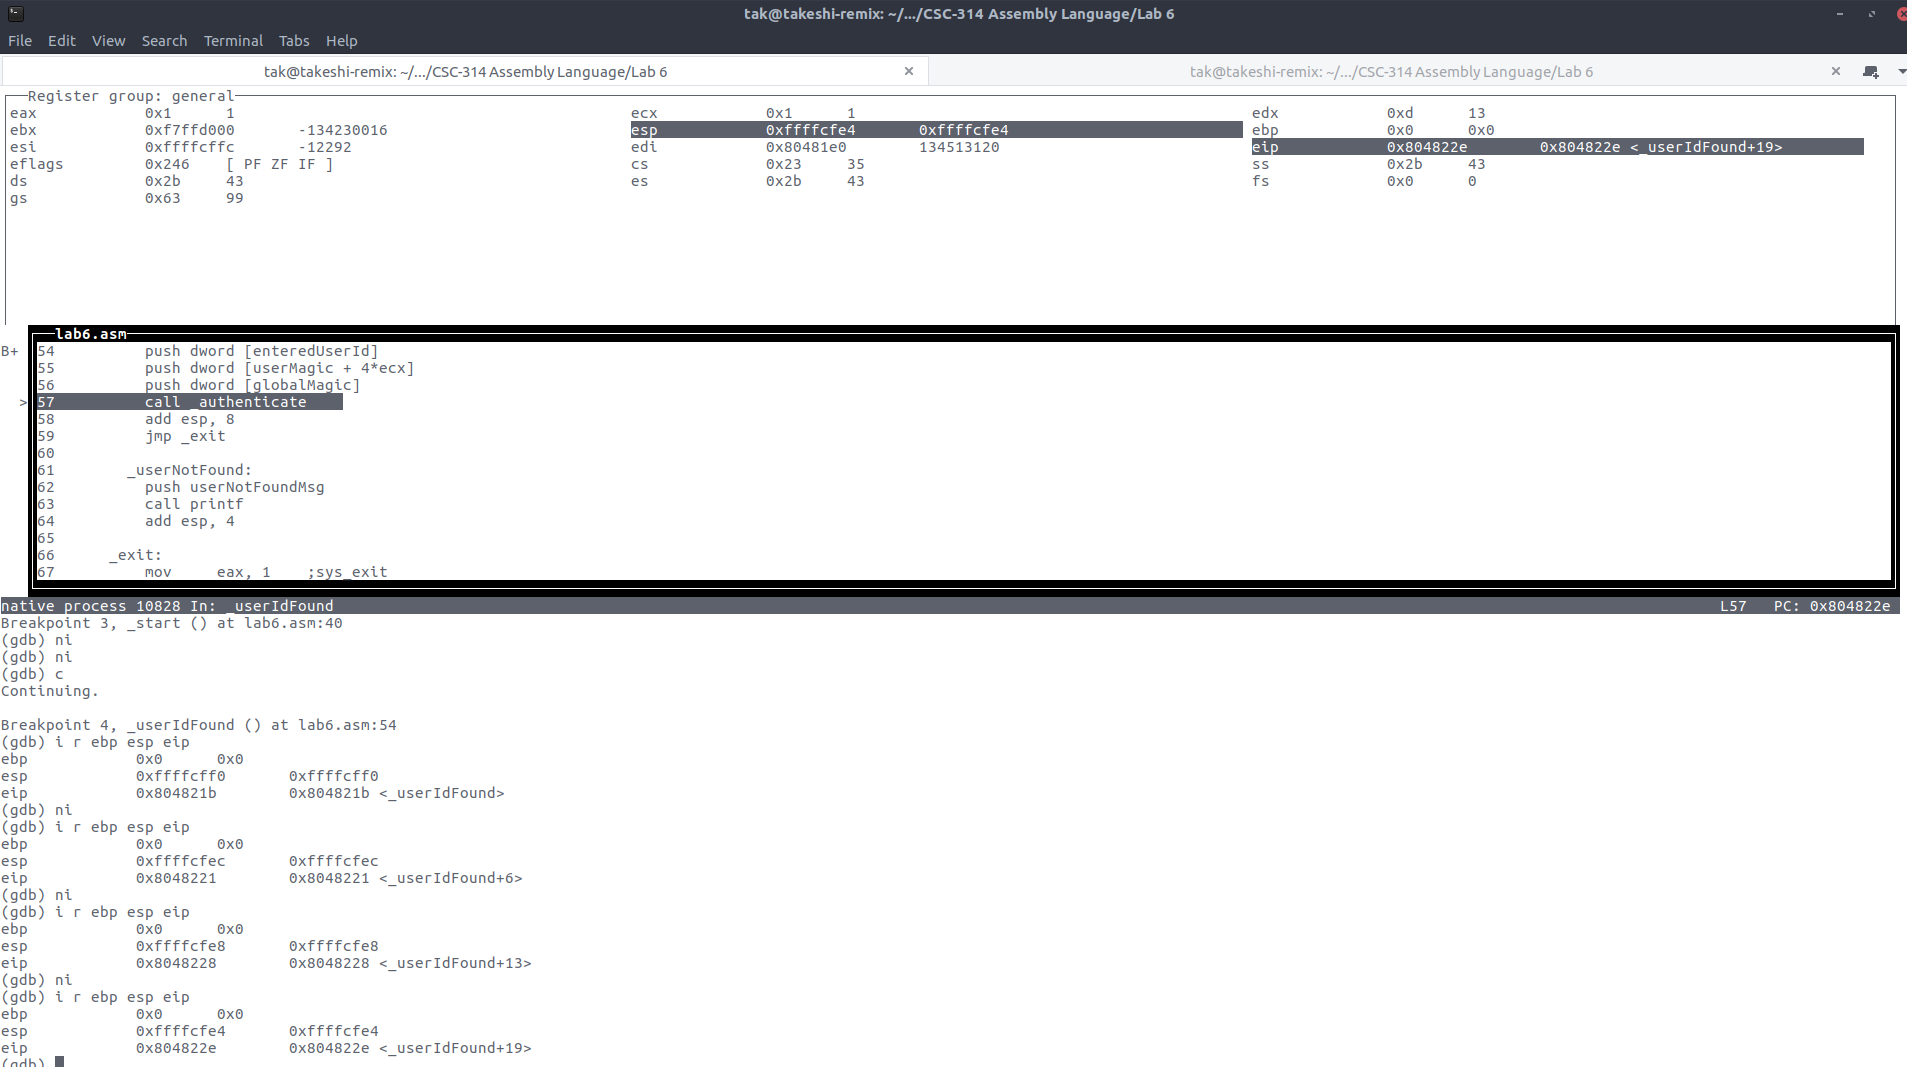 tak@takeshi-remix: ~/.../CSC-314 Assembly Language/Lab 6
File Edit View Search Terminal Tabs Help
tak@takeshi-remix: ~/.../CSC-314 Assembly Language/Lab 6 × tak@takeshi-remix: ~/.../CSC-314 Assembly Language/Lab 6 ×
Register group: general
eax 0x1 1 ecx 0x1 1 edx 0xd 13
ebx 0xf7ffd000 -134230016 esp 0xffffcfe4 0xffffcfe4 ebp 0x0 0x0
esi 0xffffcffc -12292 edi 0x80481e0 134513120 eip 0x804822e 0x804822e <_userIdFound+19>
eflags 0x246 [ PF ZF IF ] cs 0x23 35 ss 0x2b 43
ds 0x2b 43 es 0x2b 43 fs 0x0 0
gs 0x63 99
lab6.asm
B+ 54 push dword [enteredUserId]
55 push dword [userMagic + 4*ecx]
56 push dword [globalMagic]
> 57 call _authenticate
58 add esp, 8
59 jmp _exit
60
61 _userNotFound:
62 push userNotFoundMsg
63 call printf
64 add esp, 4
65
66 _exit:
67 mov eax, 1 ;sys_exit
native process 10828 In: _userIdFound L57 PC: 0x804822e
Breakpoint 3, _start () at lab6.asm:40
(gdb) ni
(gdb) ni
(gdb) c
Continuing.
Breakpoint 4, _userIdFound () at lab6.asm:54
(gdb) i r ebp esp eip
ebp 0x0 0x0
esp 0xffffcff0 0xffffcff0
eip 0x804821b 0x804821b <_userIdFound>
(gdb) ni
(gdb) i r ebp esp eip
ebp 0x0 0x0
esp 0xffffcfec 0xffffcfec
eip 0x8048221 0x8048221 <_userIdFound+6>
(gdb) ni
(gdb) i r ebp esp eip
ebp 0x0 0x0
esp 0xffffcfe8 0xffffcfe8
eip 0x8048228 0x8048228 <_userIdFound+13>
(gdb) ni
(gdb) i r ebp esp eip
ebp 0x0 0x0
esp 0xffffcfe4 0xffffcfe4
eip 0x804822e 0x804822e <_userIdFound+19>
(gdb)